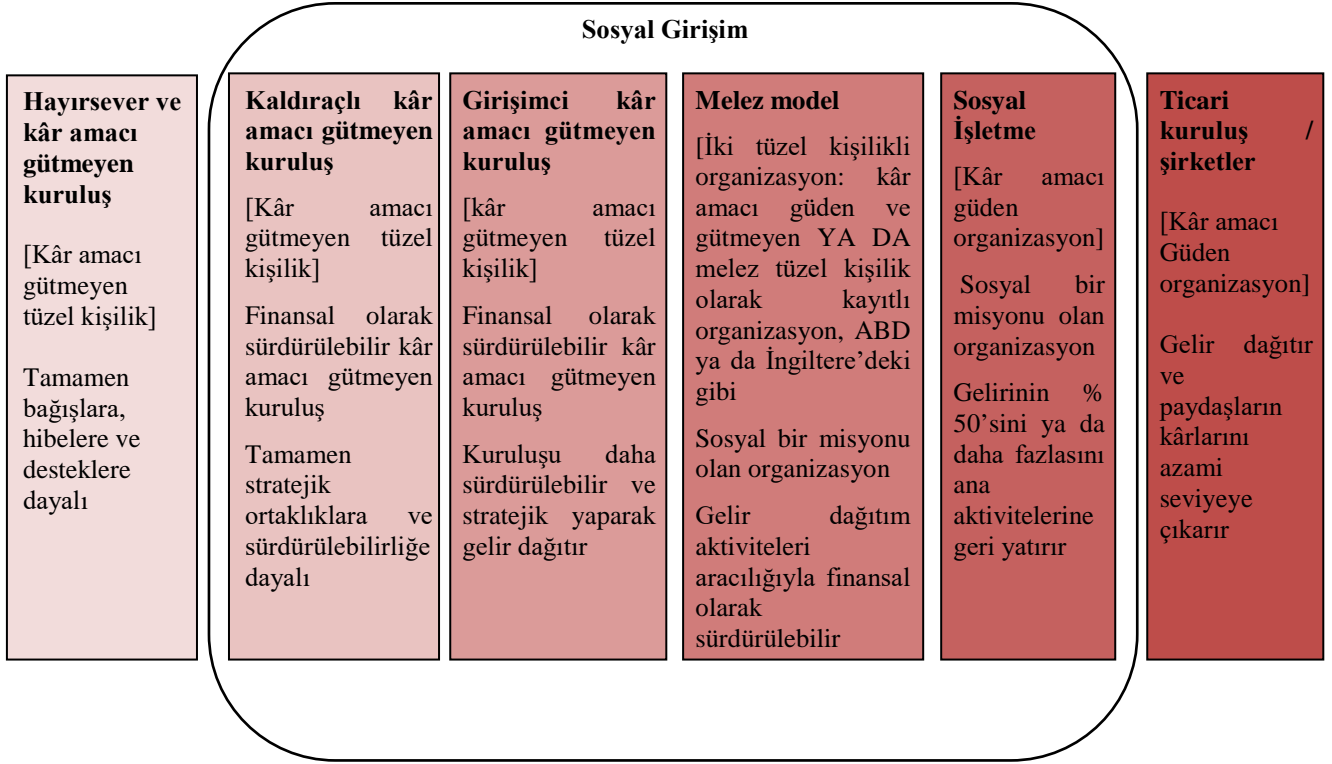 Sosyal Girişim
Hayırsever ve
kâr amacı
gütmeyen
kuruluş
[Kâr amacı
gütmeyen
tüzel kişilik]
Tamamen
bağışlara,
hibelere ve
desteklere
dayalı
Kaldıraçlı kâr
amacı gütmeyen
kuruluş
[Kâr amacı
gütmeyen tüzel
kişilik]
Finansal olarak
sürdürülebilir kâr
amacı gütmeyen
kuruluş
Tamamen
stratejik
ortaklıklara ve
sürdürülebilirliğe
dayalı
Girişimci kâr
amacı gütmeyen
kuruluş
[kâr amacı
gütmeyen tüzel
kişilik]
Finansal olarak
sürdürülebilir kâr
amacı gütmeyen
kuruluş
Kuruluşu daha
sürdürülebilir ve
stratejik yaparak
gelir dağıtır
Melez model
[İki tüzel kişilikli
organizasyon: kâr
amacı güden ve
gütmeyen YA DA
melez tüzel kişilik
olarak kayıtlı
organizasyon, ABD
ya da İngiltere’deki
gibi
Sosyal bir misyonu
olan organizasyon
Gelir dağıtım
aktiviteleri
aracılığıyla finansal
olarak
sürdürülebilir
Sosyal
İşletme
[Kâr amacı
güden
organizasyon]
Sosyal bir
misyonu olan
organizasyon
Gelirinin %
50’sini ya da
daha fazlasını
ana
aktivitelerine
geri yatırır
Ticari
kuruluş /
şirketler
[Kâr amacı
Güden
organizasyon]
Gelir dağıtır
ve
paydaşların
kârlarını
azami
seviyeye
çıkarır